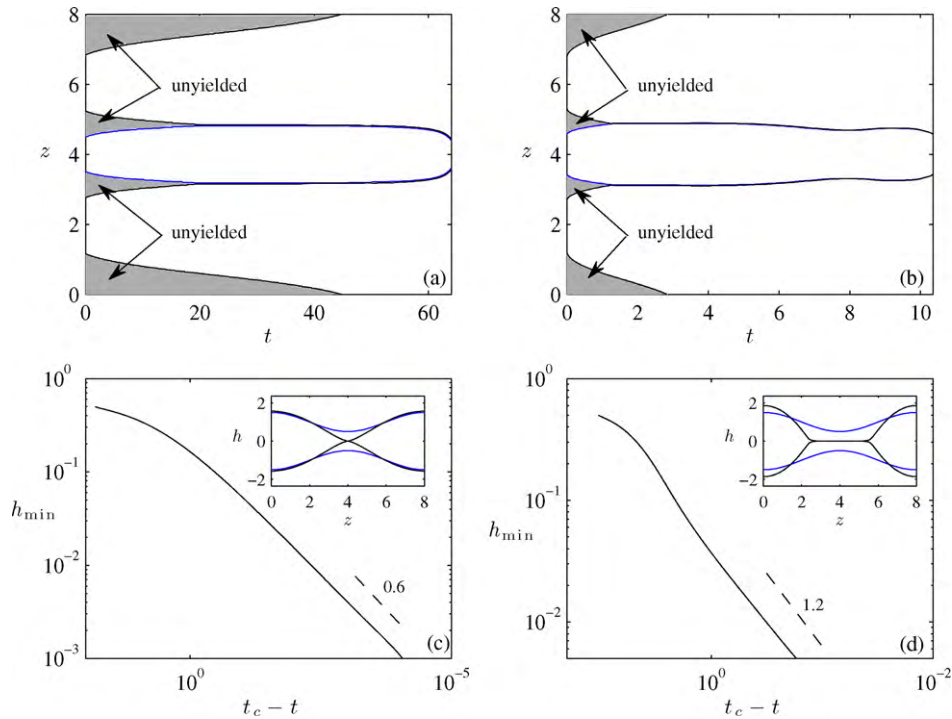 8
6
z
4
2
0
unyielded
unyielded
(a)
0 20 40 60
t
8
6
z
4
2
0
unyielded
unyielded
(b)
0 2 4 6 8 10
t
10^0
10^-1
h_min
10^-2
10^-3
2
h 0
-2
0 2 4 6 8
z
0.6
(c)
10^0 10^-5
t_c - t
10^0
10^-1
h_min
10^-2
2
h 0
-2
0 2 4 6 8
z
1.2
(d)
10^0 10^-2
t_c - t